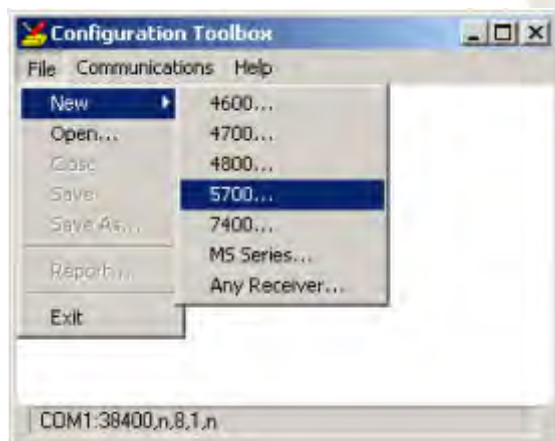 Configuration Toolbox
File Communications Help
New
Open...
Close
Save
Save As...
Report...
Exit
4600...
4700...
4800...
5700...
7400...
MS Series...
Any Receiver...
COM1:38400,n,8,1,n